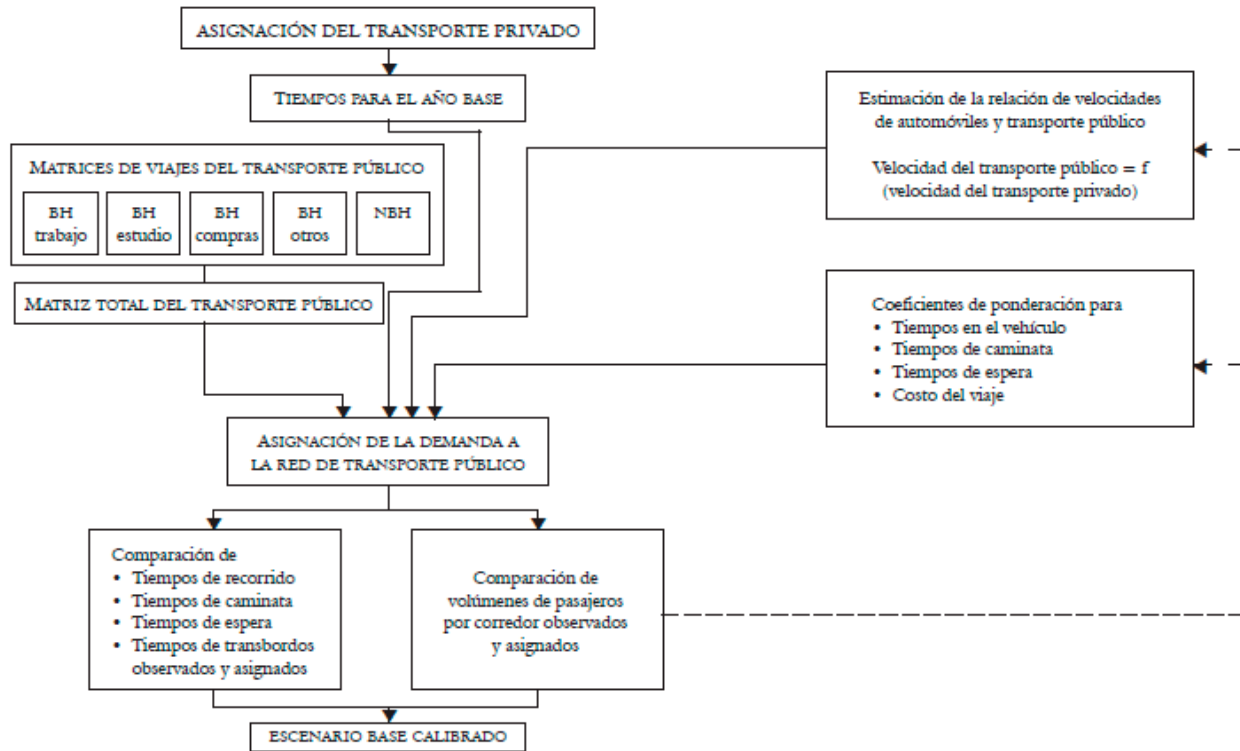 ASIGNACIÓN DEL TRANSPORTE PRIVADO
TIEMPOS PARA EL AÑO BASE
MATRICES DE VIAJES DEL TRANSPORTE PÚBLICO
BH
trabajo
BH
estudio
BH
compras
BH
otros
NBH
MATRIZ TOTAL DEL TRANSPORTE PÚBLICO
Estimación de la relación de velocidades
de automóviles y transporte público
Velocidad del transporte público = f
(velocidad del transporte privado)
Coeficientes de ponderación para
• Tiempos en el vehículo
• Tiempos de caminata
• Tiempos de espera
• Costo del viaje
ASIGNACIÓN DE LA DEMANDA A
LA RED DE TRANSPORTE PÚBLICO
Comparación de
• Tiempos de recorrido
• Tiempos de caminata
• Tiempos de espera
• Tiempos de transbordos
observados y asignados
Comparación de
volúmenes de pasajeros
por corredor observados
y asignados
ESCENARIO BASE CALIBRADO